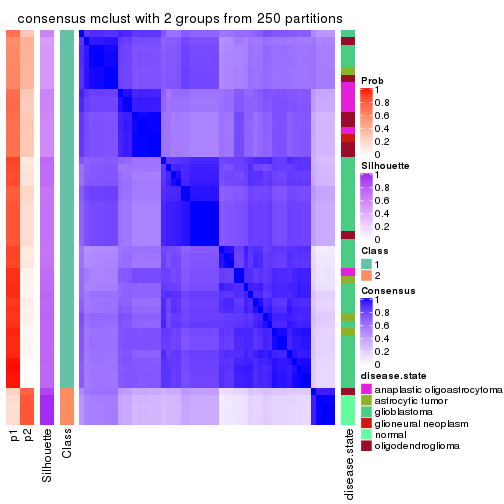 consensus mclust with 2 groups from 250 partitions
Prob
1
0.8
0.6
0.4
0.2
0
Silhouette
1
0.8
0.6
0.4
0.2
0
Class
1
2
Consensus
1
0.8
0.6
0.4
0.2
0
disease.state
anaplastic oligoastrocytoma
astrocytic tumor
glioblastoma
glioneural neoplasm
normal
oligodendroglioma
p1
p2
Silhouette
Class
disease.state